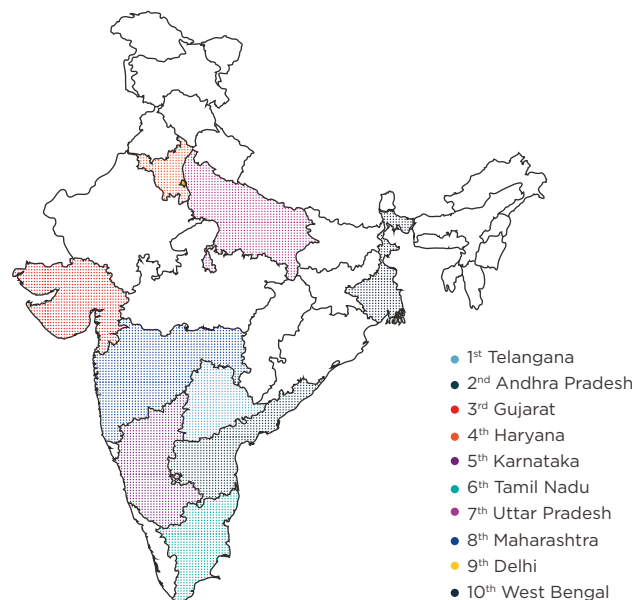 1st Telangana
2nd Andhra Pradesh
3rd Gujarat
4th Haryana
5th Karnataka
6th Tamil Nadu
7th Uttar Pradesh
8th Maharashtra
9th Delhi
10th West Bengal